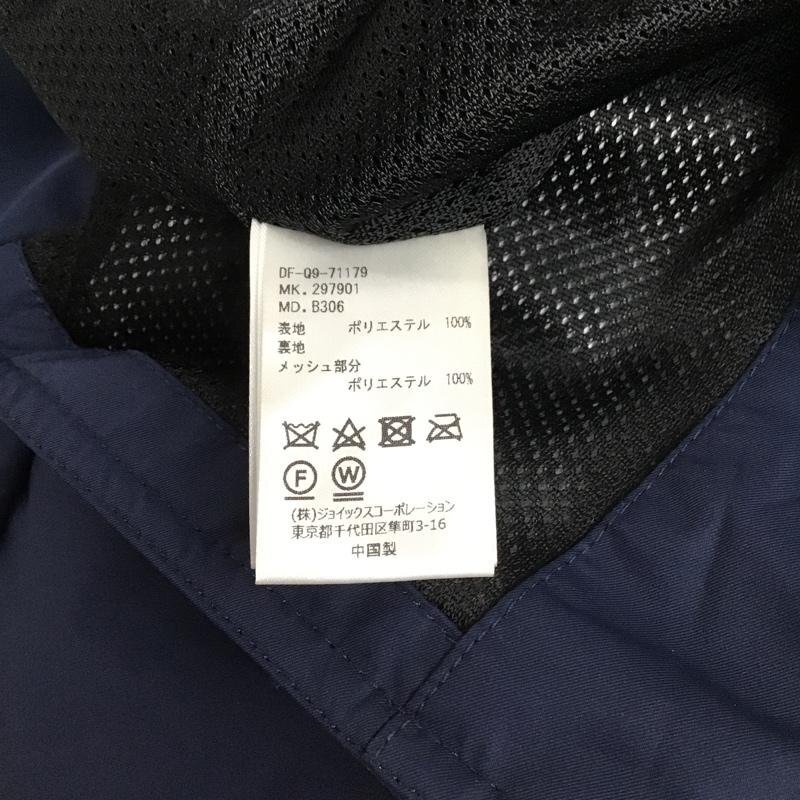 DF-Q9-71179
MK. 297901
MD. B306
表地 ポリエステル 100%
裏地
メッシュ部分
ポリエステル 100%
F W
(株)ジョイックスコーポレーション
東京都千代田区隼町3-16
中国製